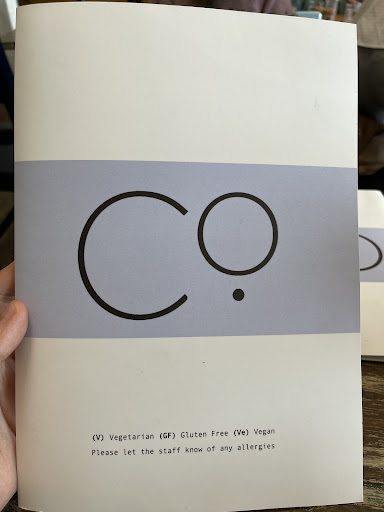 Co.
(V) Vegetarian (GF) Gluten Free (Ve) Vegan
Please let the staff know of any allergies